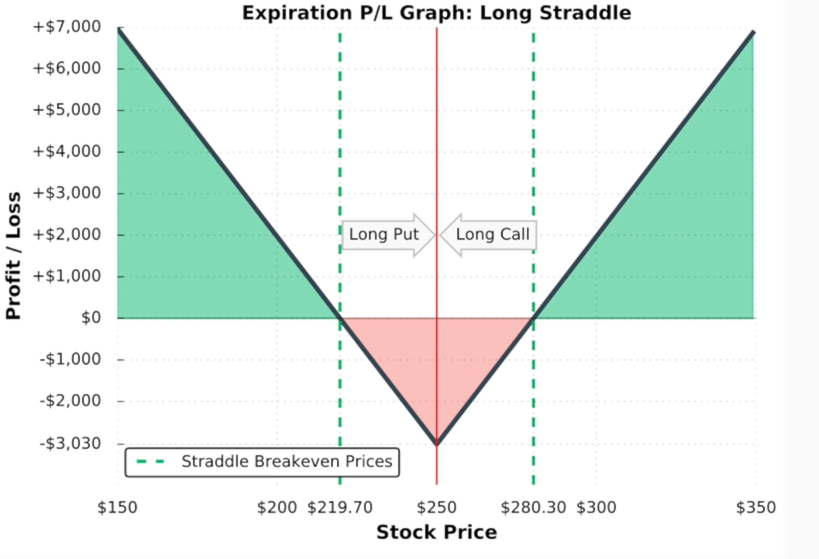 Expiration P/L Graph: Long Straddle
+$7,000
+$6,000
+$5,000
+$4,000
+$3,000
+$2,000
+$1,000
$0
-$1,000
-$2,000
-$3,030
Profit / Loss
Long Put
Long Call
Straddle Breakeven Prices
$150 $200 $219.70 $250 $280.30 $300 $350
Stock Price